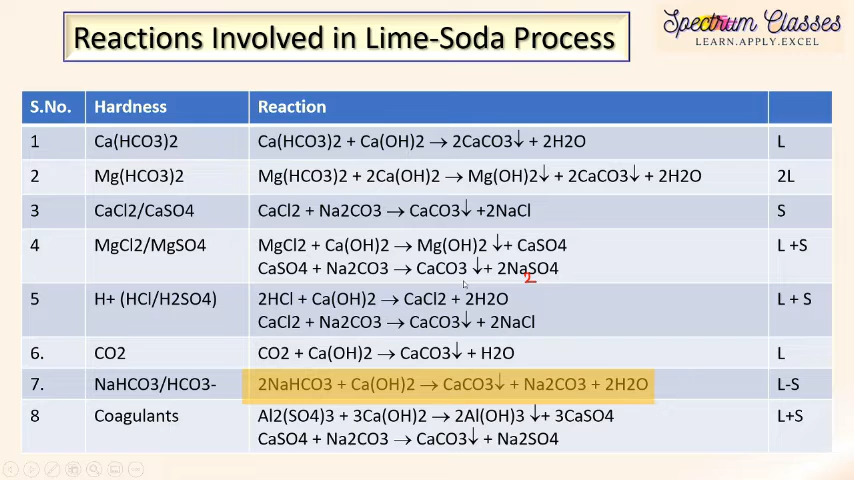 Reactions Involved in Lime-Soda Process
Spectrum Classes
LEARN.APPLY.EXCEL
S.No. Hardness Reaction
1 Ca(HCO3)2 Ca(HCO3)2 + Ca(OH)2 → 2CaCO3↓ + 2H2O L
2 Mg(HCO3)2 Mg(HCO3)2 + 2Ca(OH)2 → Mg(OH)2↓ + 2CaCO3↓ + 2H2O 2L
3 CaCl2/CaSO4 CaCl2 + Na2CO3 → CaCO3↓ +2NaCl S
4 MgCl2/MgSO4 MgCl2 + Ca(OH)2 → Mg(OH)2 ↓+ CaSO4 L +S
CaSO4 + Na2CO3 → CaCO3 ↓+ 2NaSO4
2
5 H+ (HCl/H2SO4) 2HCl + Ca(OH)2 → CaCl2 + 2H2O L + S
CaCl2 + Na2CO3 → CaCO3↓ + 2NaCl
6. CO2 CO2 + Ca(OH)2 → CaCO3↓ + H2O L
7. NaHCO3/HCO3- 2NaHCO3 + Ca(OH)2 → CaCO3↓ + Na2CO3 + 2H2O L-S
8 Coagulants Al2(SO4)3 + 3Ca(OH)2 → 2Al(OH)3 ↓+ 3CaSO4 L+S
CaSO4 + Na2CO3 → CaCO3↓ + Na2SO4